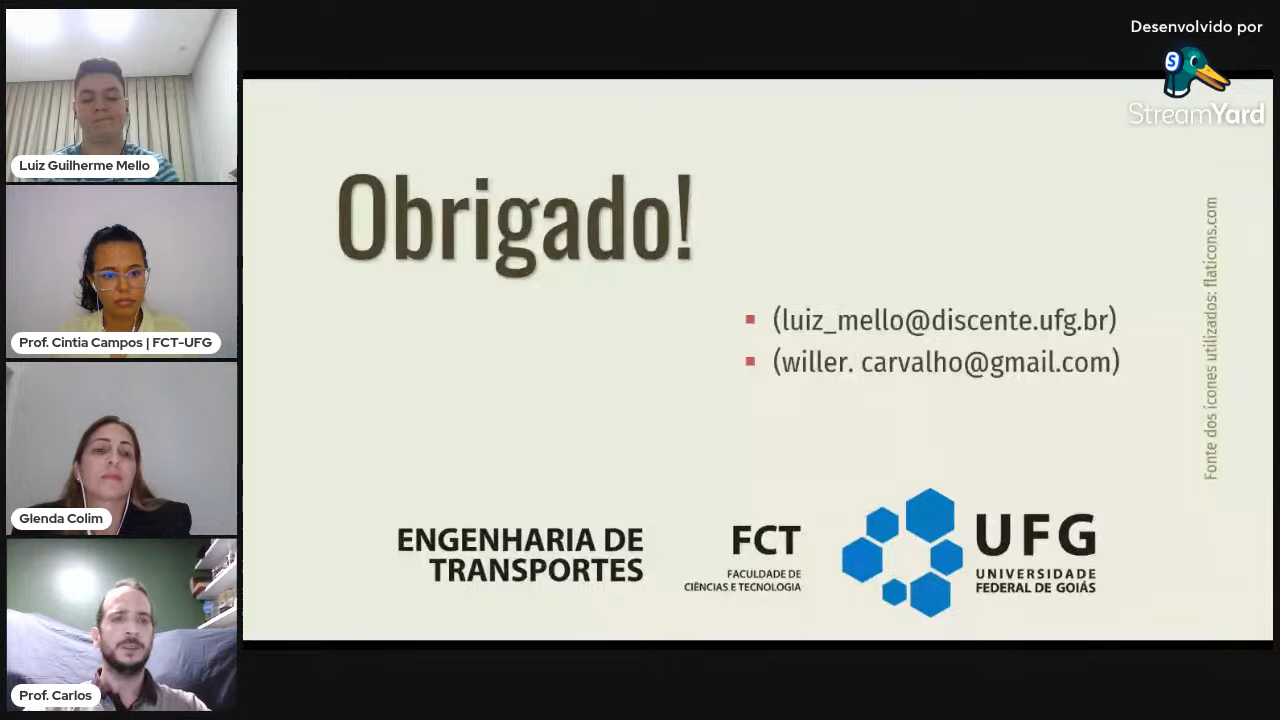 Desenvolvido por
StreamYard
Luiz Guilherme Mello
Prof. Cintia Campos | FCT-UFG
Glenda Colim
Prof. Carlos
Obrigado!
▪ (luiz_mello@discente.ufg.br)
▪ (willer. carvalho@gmail.com)
Fonte dos ícones utilizados: flaticons.com
ENGENHARIA DE
TRANSPORTES
FCT
FACULDADE DE
CIÊNCIAS E TECNOLOGIA
UFG
UNIVERSIDADE
FEDERAL DE GOIÁS